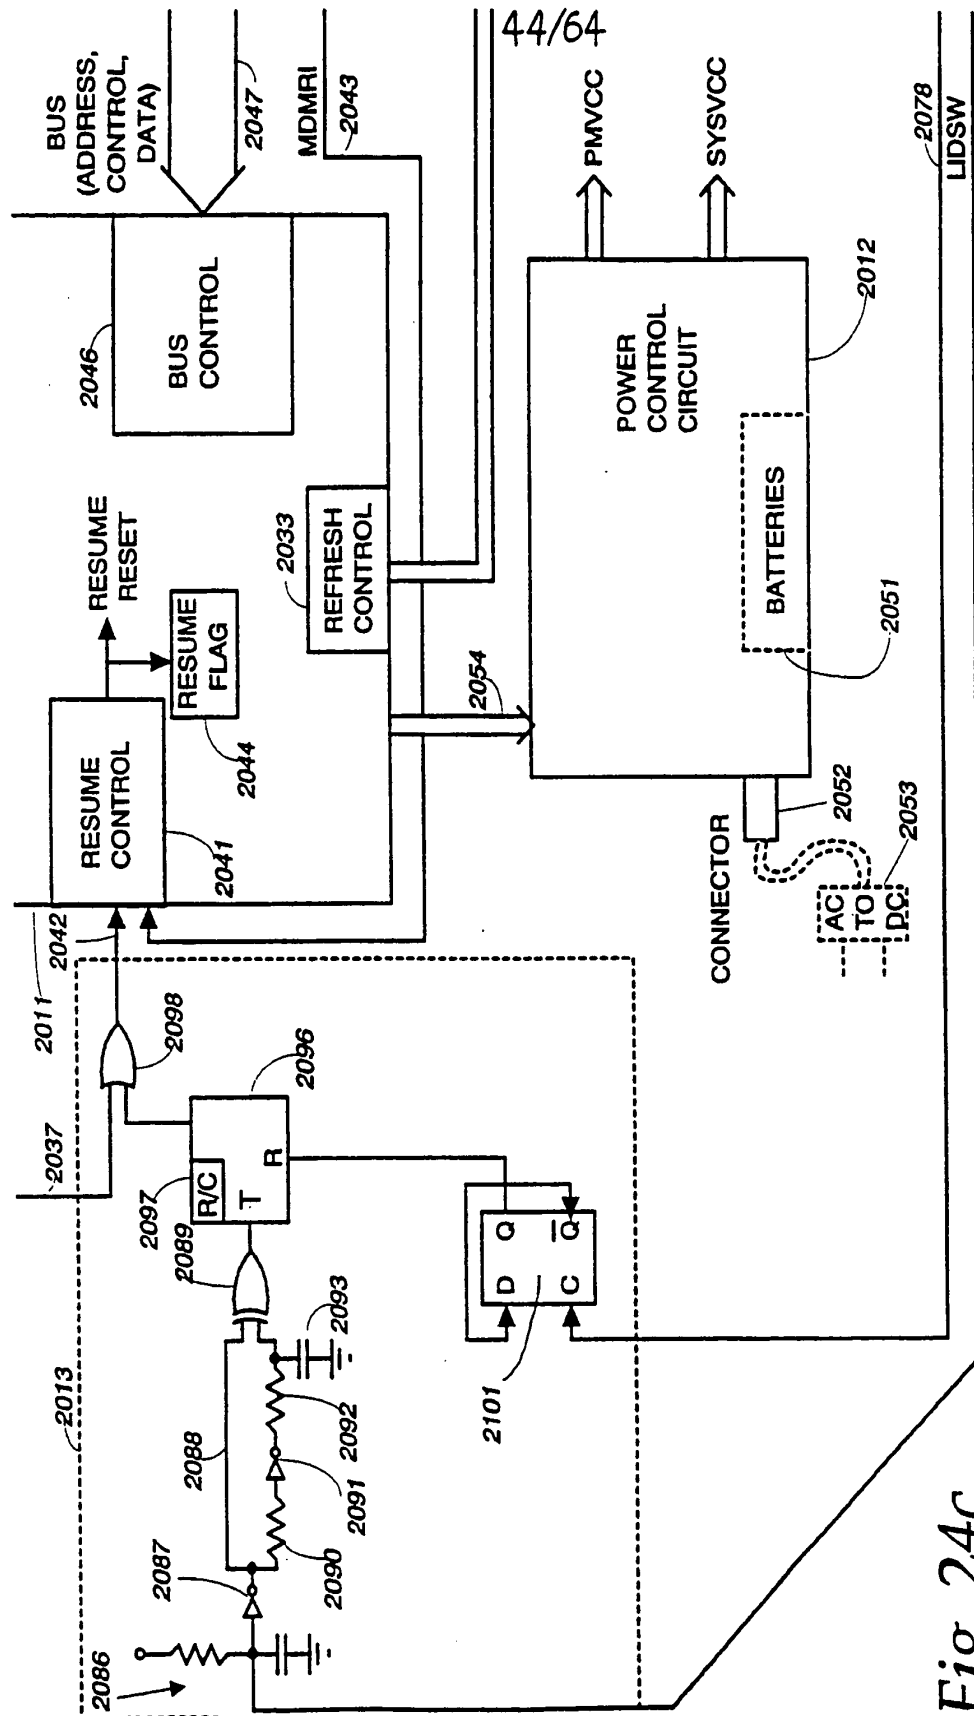 44/64
BUS
(ADDRESS,
CONTROL,
DATA)
2047
MDMRI
2043
2046
BUS
CONTROL
RESUME
RESET
RESUME
FLAG
2044
RESUME
CONTROL
2041
2033
REFRESH
CONTROL
2054
2011
2042
2037
2098
2013
2097
R/C
T
R
2096
2089
2088
2093
2092
2091
2090
2087
2086
D
Q
C
Q
2101
PMVCC
SYSVCC
POWER
CONTROL
CIRCUIT
2012
BATTERIES
2051
CONNECTOR
2052
AC
TO
DC
2053
2078
LIDSW
Fig. 24c